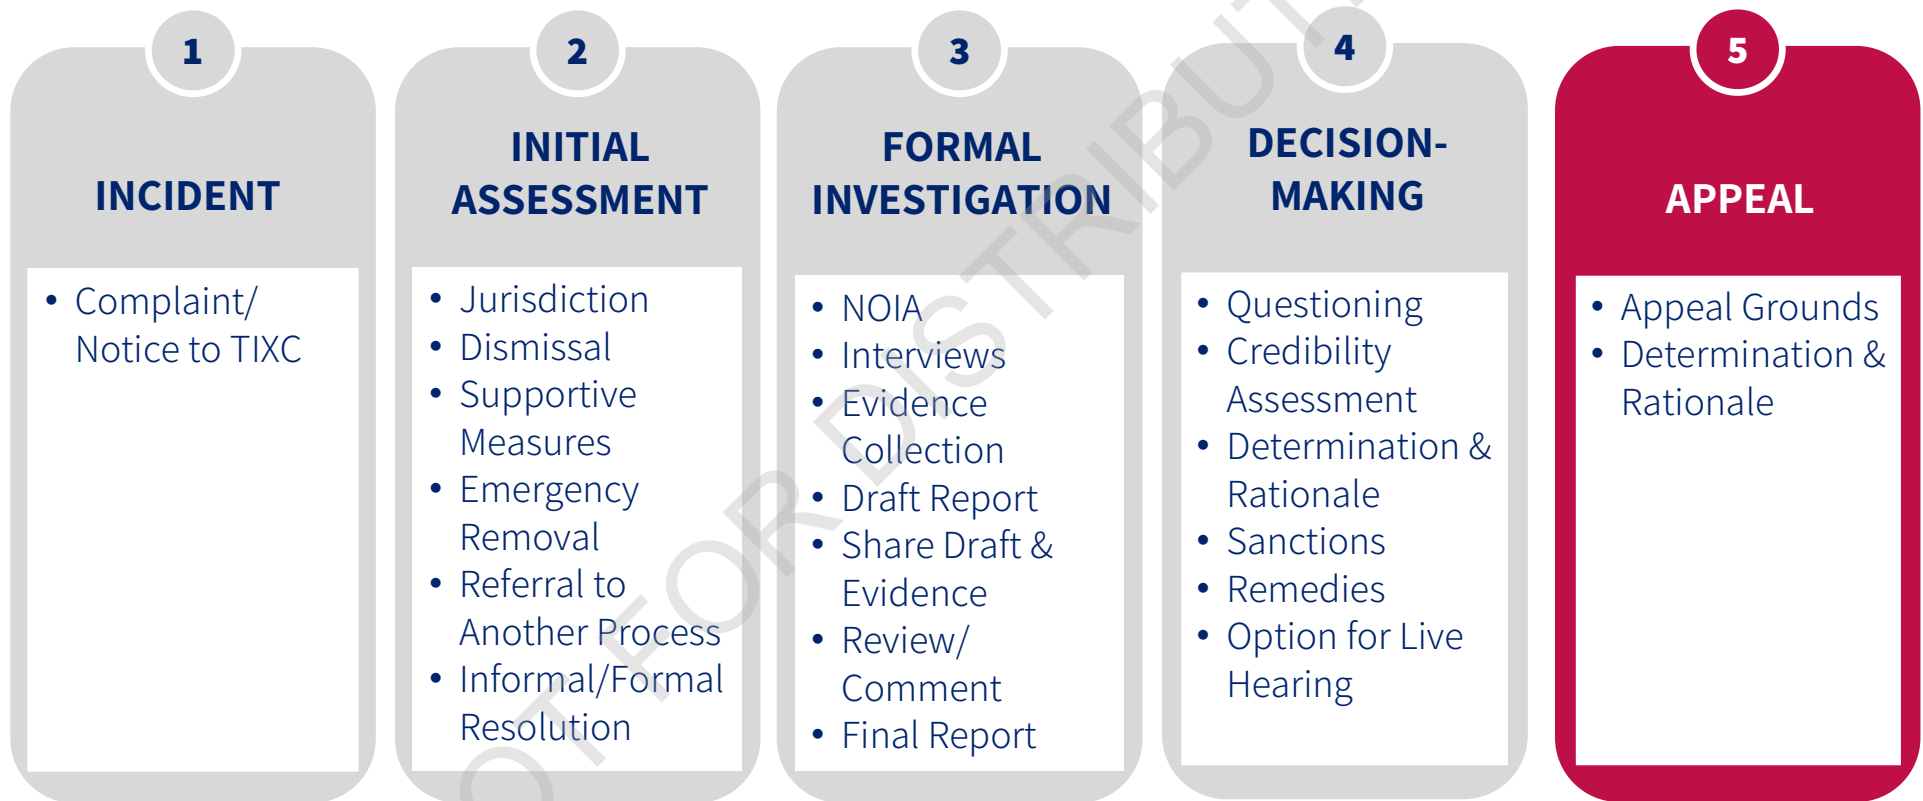 1
INCIDENT
• Complaint/
Notice to TIXC
2
INITIAL
ASSESSMENT
• Jurisdiction
• Dismissal
• Supportive
Measures
• Emergency
Removal
• Referral to
Another Process
• Informal/Formal
Resolution
3
FORMAL
INVESTIGATION
• NOIA
• Interviews
• Evidence
Collection
• Draft Report
• Share Draft &
Evidence
• Review/
Comment
• Final Report
4
DECISION-
MAKING
• Questioning
• Credibility
Assessment
• Determination &
Rationale
• Sanctions
• Remedies
• Option for Live
Hearing
5
APPEAL
• Appeal Grounds
• Determination &
Rationale
FOR